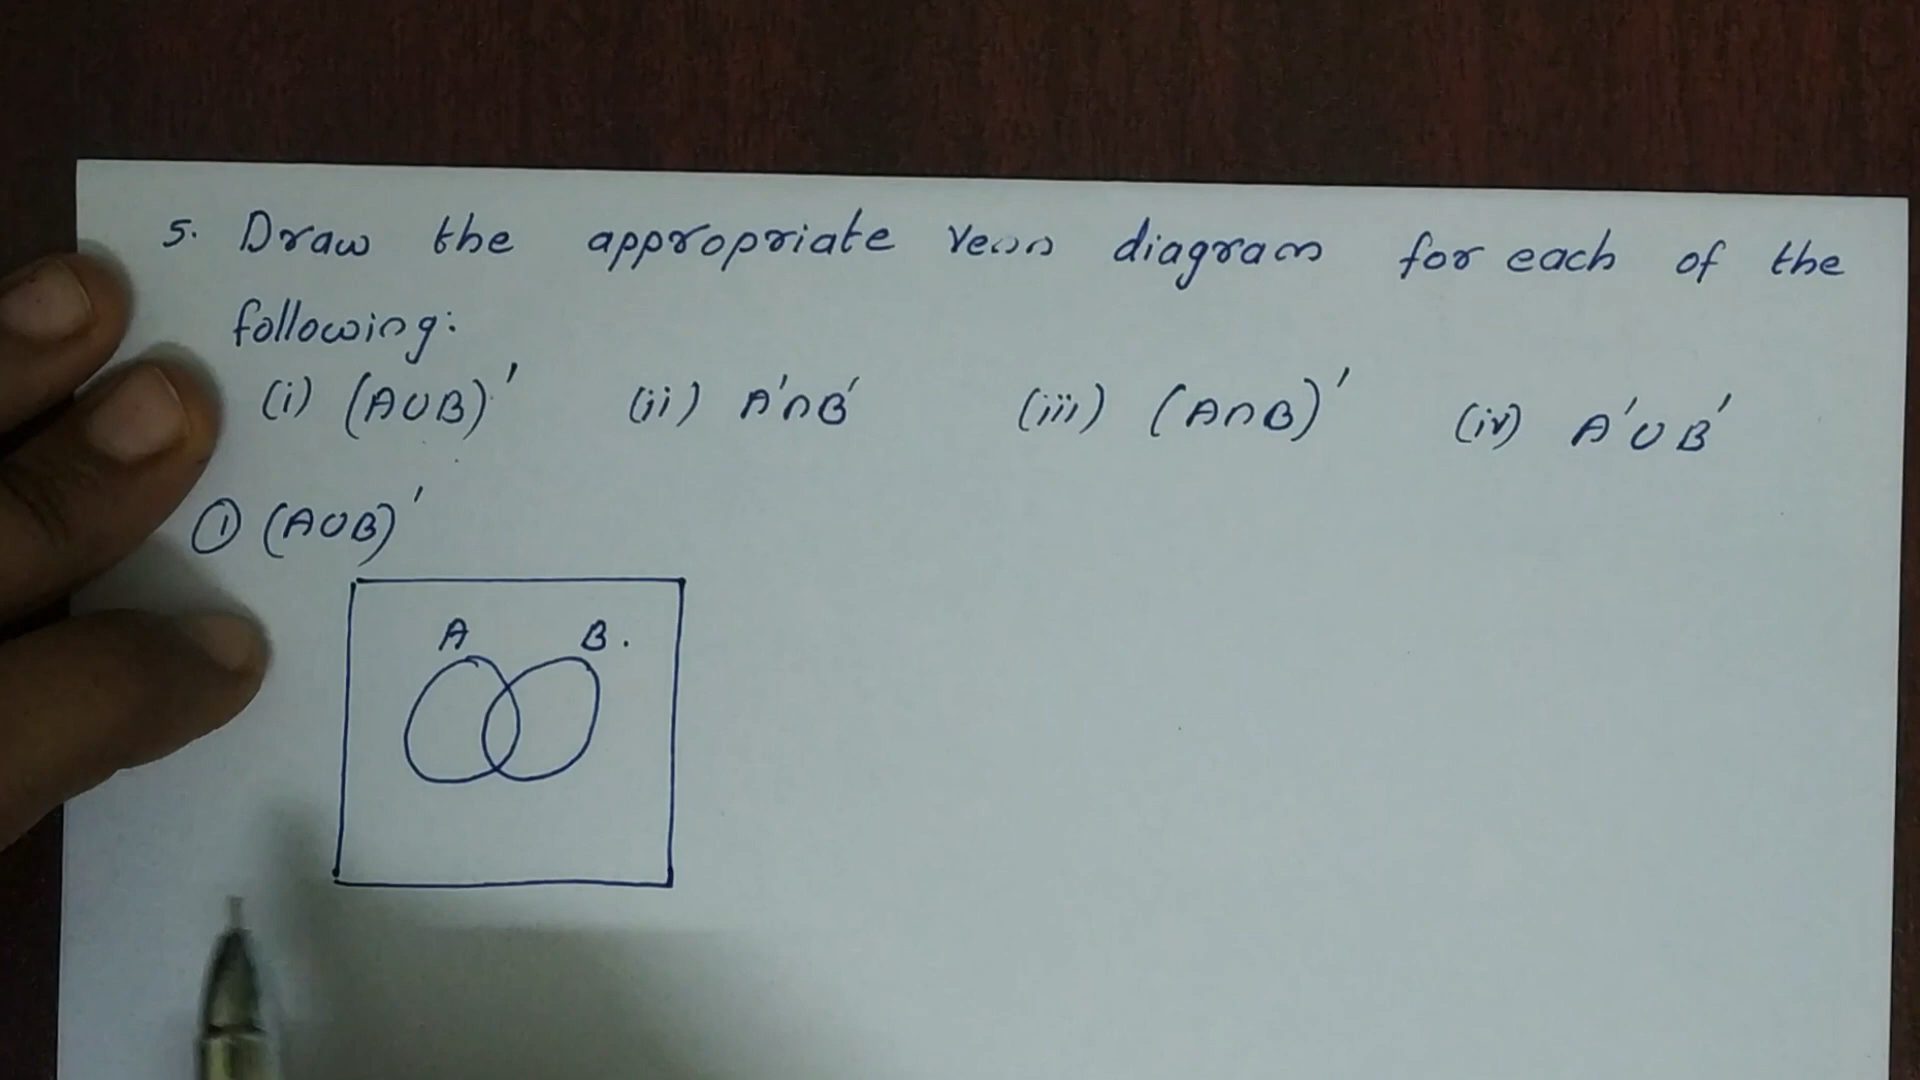 5. Draw the appropriate Venn diagram for each of the
following:
(i) (A∪B)' (ii) A'∩B' (iii) (A∩B)' (iv) A'∪B'
① (A∪B)'
A B.